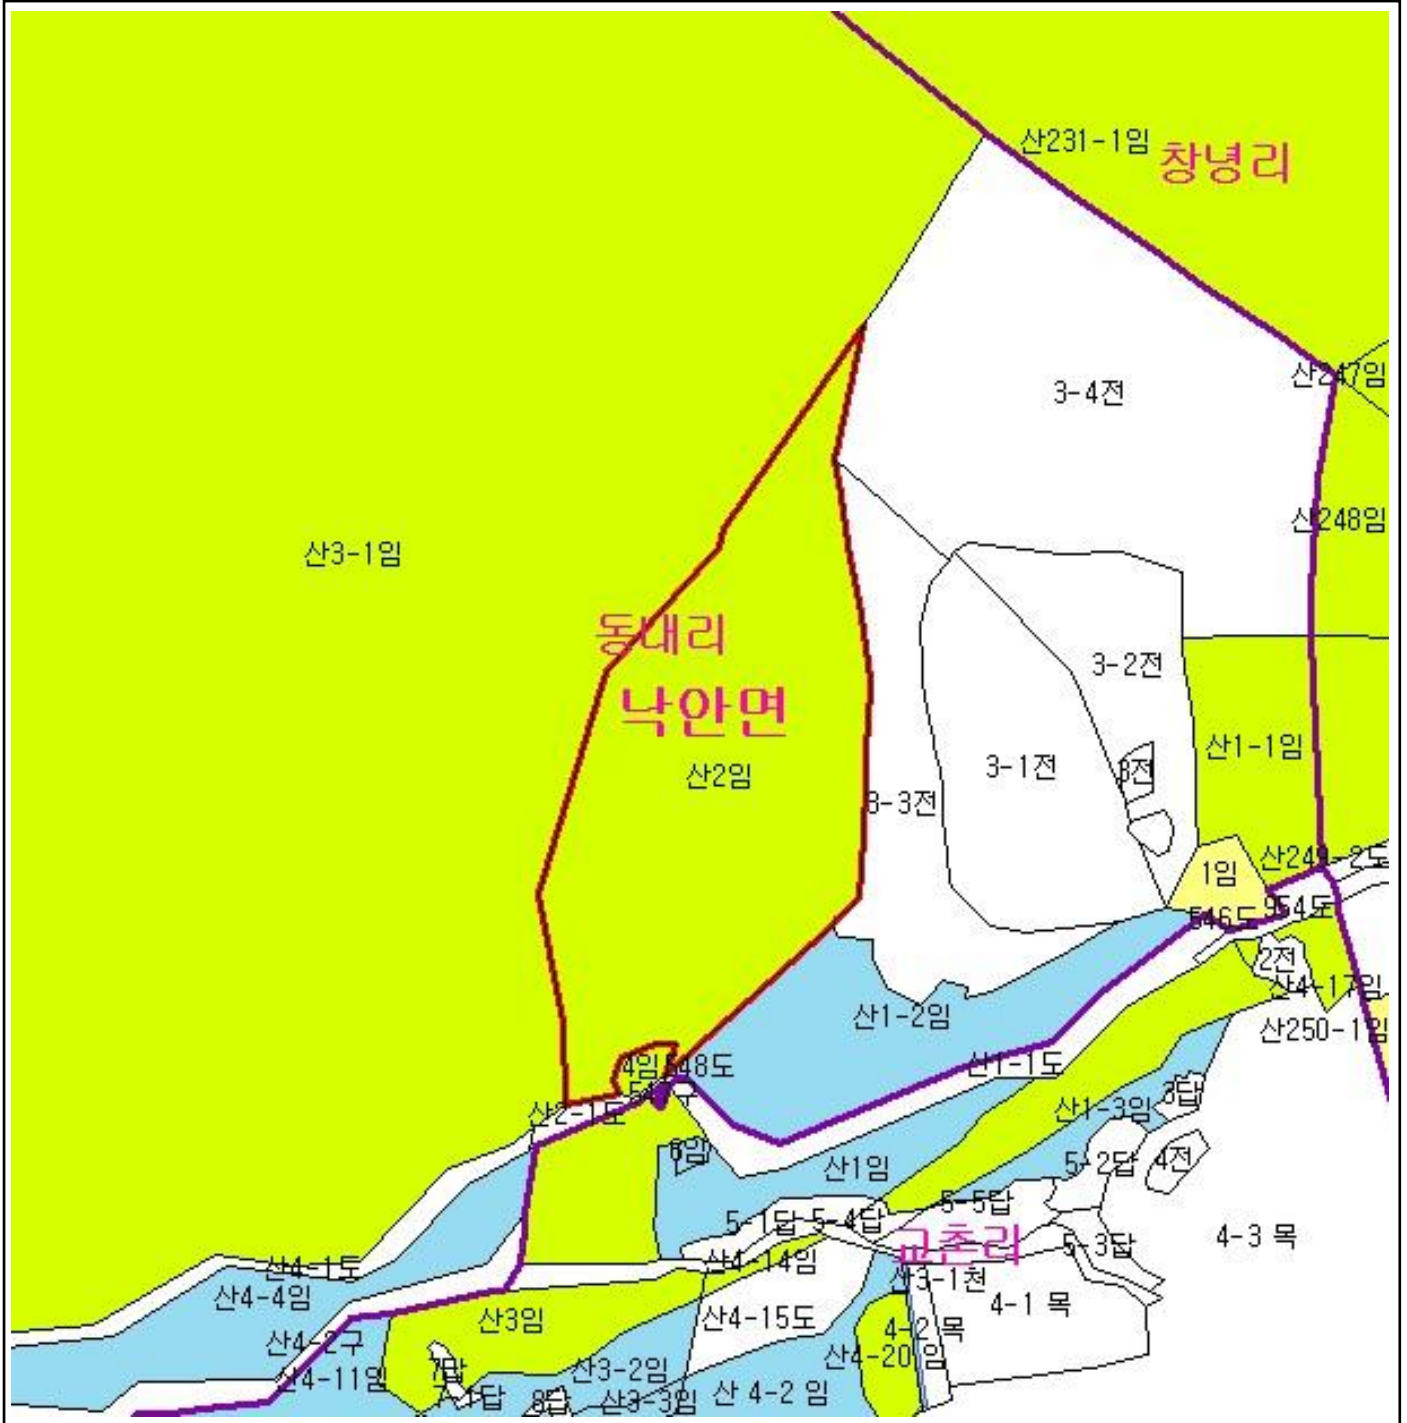 산231-1임
창녕리
산247임
3-4전
산248임
산3-1임
동내리
3-2전
낙안면
산1-1임
산2임
3-1전
3전
3-3전
산249-2도
1임
954도
546도
2전
산4-17임
산1-2임
산250-1임
4임
548도
산1-1도
3답
산2-1도
산1-3임
6임
산1임
5-2답
4전
5-5답
5-1답
5-4답
교촌리
5-3답
4-3 목
산4-1도
산4-14임
산3-1천
산4-4임
4-1 목
산3임
산4-15도
4-2 목
산4-2구
산4-20임
산4-11임
7답
산3-2임
7-1답
8답
산3-3임
산 4-2 임